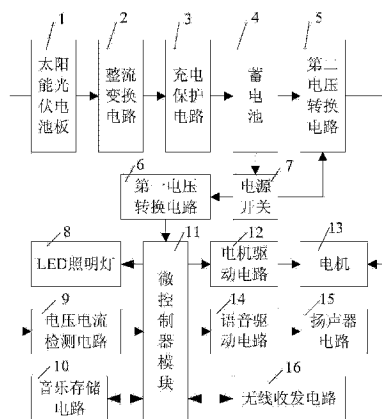 1
2
3
4
5
太阳
能光
伏电
池板
整流
变换
电路
充电
保护
电路
蓄
电
池
第二
电压
转换
电路
6
7
第一电压
转换电路
电源
开关
8
11
12
13
LED照明灯
微
控
制
器
模
块
电机驱
动电路
电机
9
14
15
电压电流
检测电路
语音驱
动电路
扬声器
电路
10
16
音乐存储
电路
无线收发电路